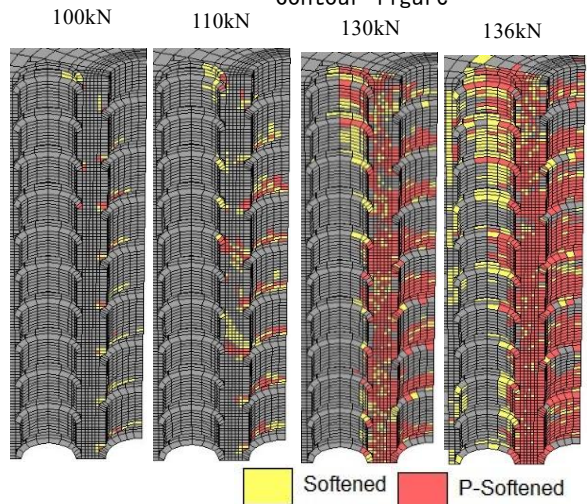 Contour Figure
100kN
110kN
130kN
136kN
Softened
P-Softened